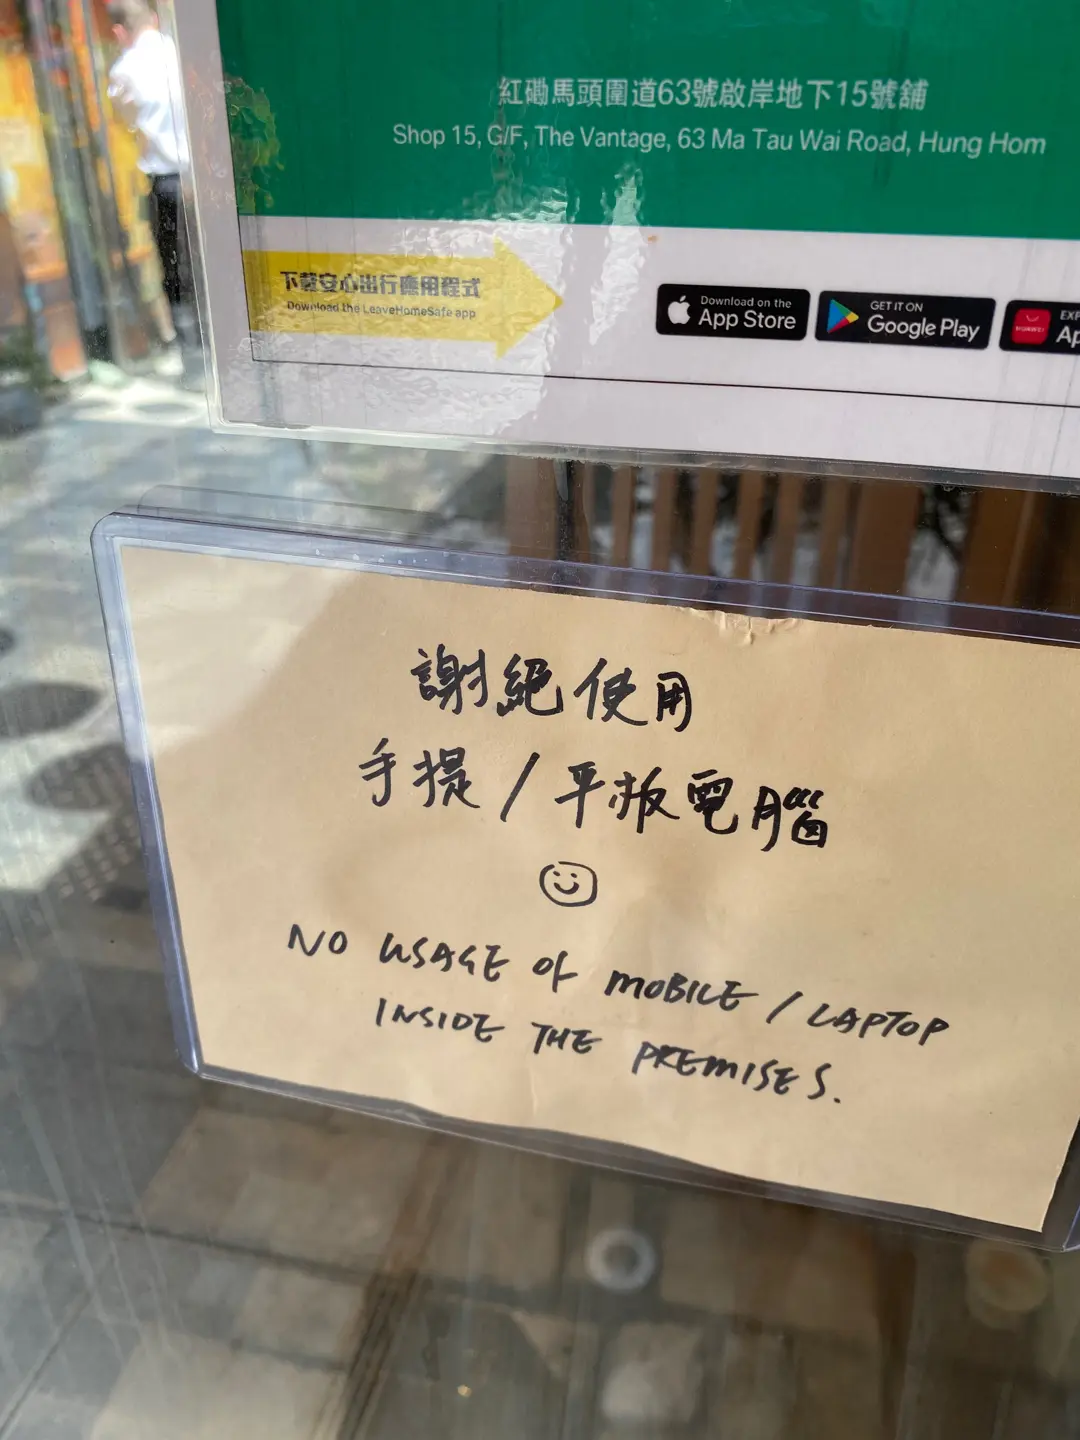 紅磡馬頭圍道63號啟岸地下15號舖
Shop 15, G/F, The Vantage, 63 Ma Tau Wai Road, Hung Hom
下載安心出行應用程式
Download the LeaveHomeSafe app
Download on the
App Store
GET IT ON
Google Play
HUAWEI
EXP
Ap
謝絕使用
手提/平板電腦
NO USAGE OF MOBILE / LAPTOP
INSIDE THE PREMISES.